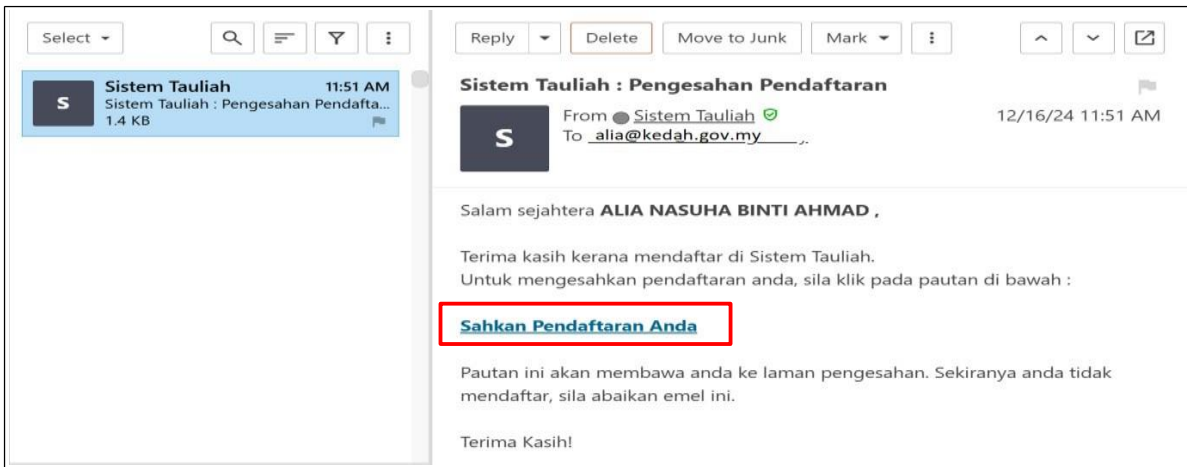 Select
Reply
Delete
Move to Junk
Mark
S
Sistem Tauliah 11:51 AM
Sistem Tauliah : Pengesahan Pendafta...
1.4 KB
Sistem Tauliah : Pengesahan Pendaftaran
S
From Sistem Tauliah 12/16/24 11:51 AM
To alia@kedah.gov.my
Salam sejahtera ALIA NASUHA BINTI AHMAD ,
Terima kasih kerana mendaftar di Sistem Tauliah.
Untuk mengesahkan pendaftaran anda, sila klik pada pautan di bawah :
Sahkan Pendaftaran Anda
Pautan ini akan membawa anda ke laman pengesahan. Sekiranya anda tidak
mendaftar, sila abaikan emel ini.
Terima Kasih!